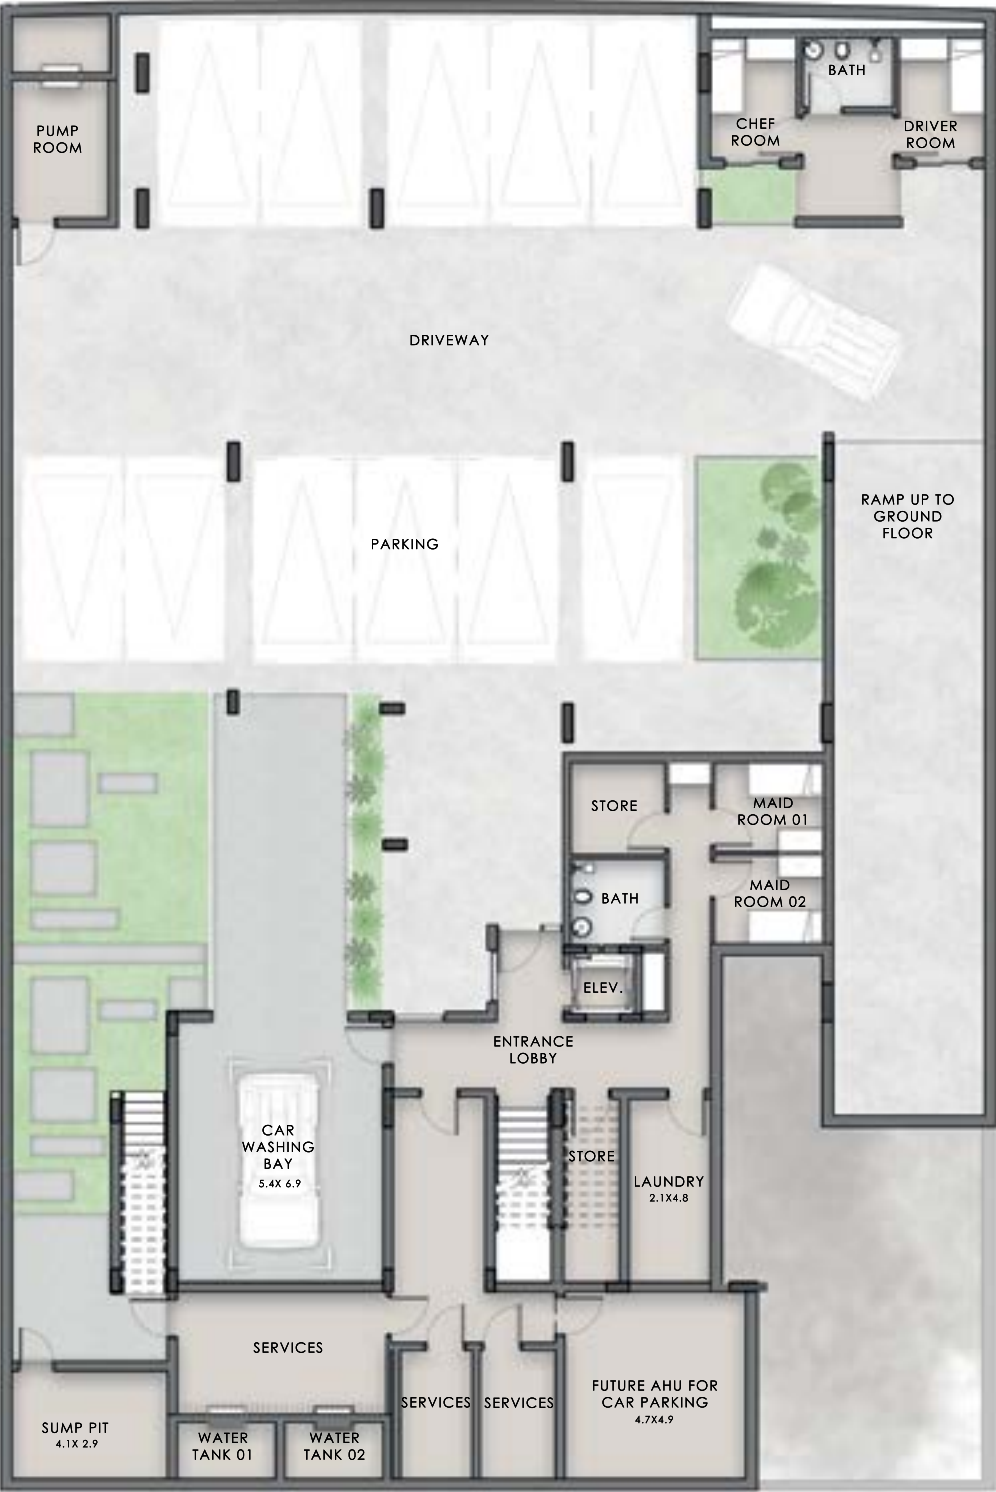 BATH
PUMP
ROOM
CHEF
ROOM
DRIVER
ROOM
DRIVEWAY
RAMP UP TO
GROUND
FLOOR
PARKING
STORE
MAID
ROOM 01
BATH
MAID
ROOM 02
ELEV.
ENTRANCE
LOBBY
CAR
WASHING
BAY
5.4X 6.9
STORE
LAUNDRY
2.1X4.8
SERVICES
SERVICES
SERVICES
FUTURE AHU FOR
CAR PARKING
4.7X4.9
SUMP PIT
4.1X 2.9
WATER
TANK 01
WATER
TANK 02